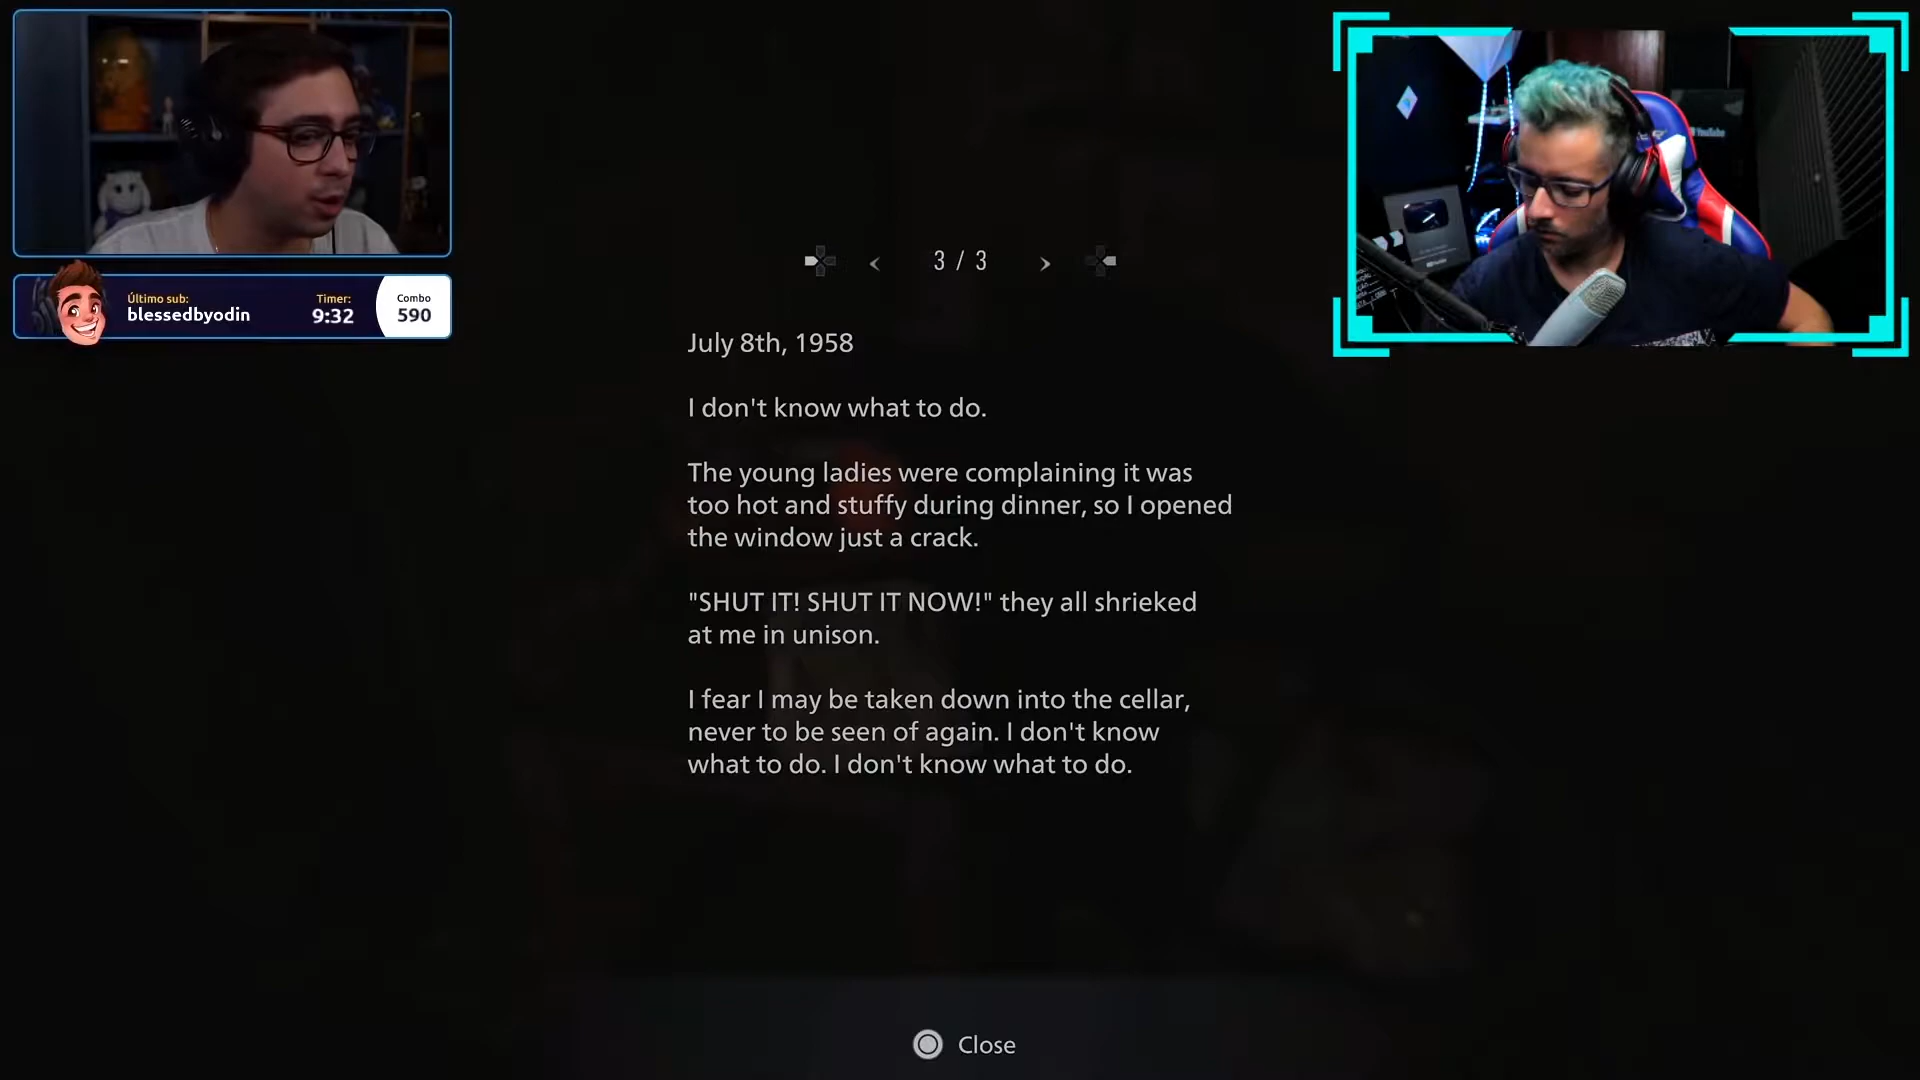 Último sub:
blessedbyodin
Timer:
9:32
Combo
590
YouTube
< 3 / 3 >
July 8th, 1958
I don't know what to do.
The young ladies were complaining it was
too hot and stuffy during dinner, so I opened
the window just a crack.
"SHUT IT! SHUT IT NOW!" they all shrieked
at me in unison.
I fear I may be taken down into the cellar,
never to be seen of again. I don't know
what to do. I don't know what to do.
Close